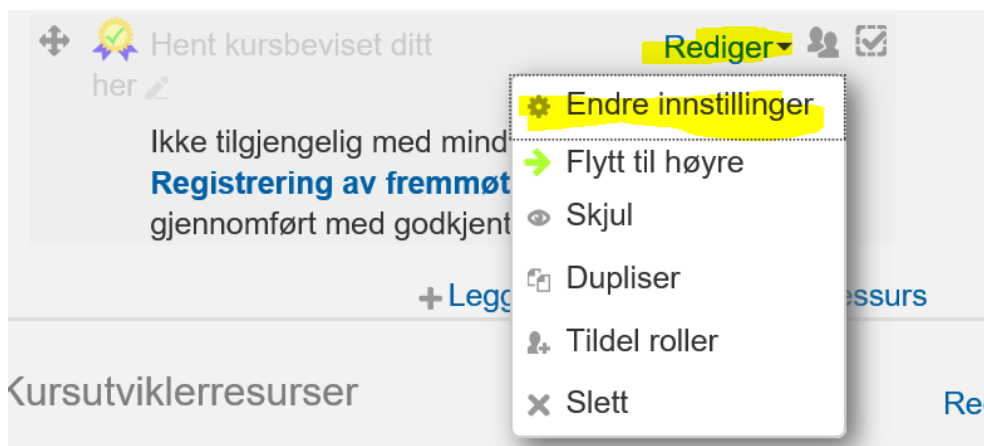 Hent kursbeviset ditt Rediger
her
Endre innstillinger
Ikke tilgjengelig med mind
Flytt til høyre
Registrering av fremmøt
Skjul
gjennomført med godkjent
Dupliser
Legg essurs
Tildel roller
Kursutviklerresurser
Slett Re